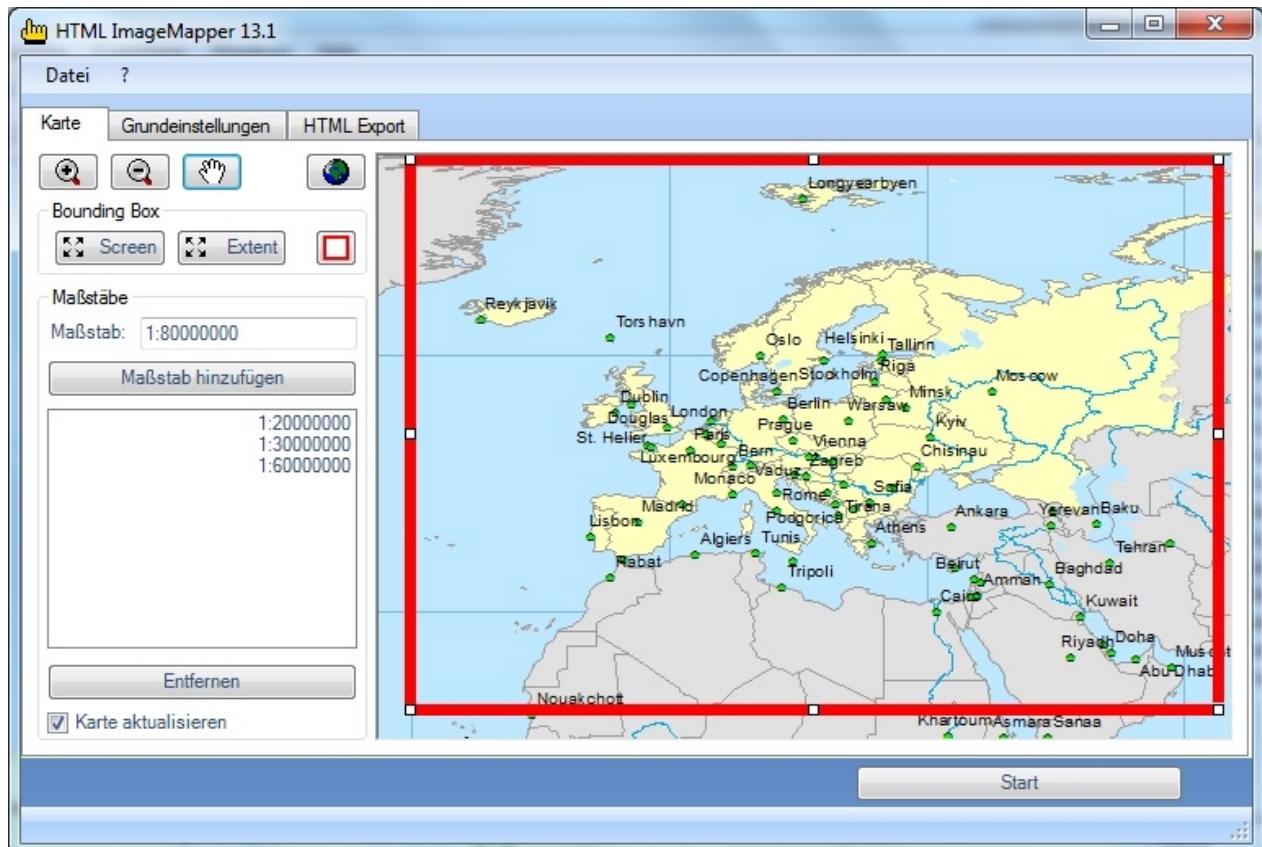 HTML ImageMapper 13.1
Datei ?
Karte Grundeinstellungen HTML Export
Bounding Box
Screen Extent
Maßstäbe
Maßstab: 1:80000000
Maßstab hinzufügen
1:20000000
1:30000000
1:60000000
Entfernen
Karte aktualisieren
Longyearbyen
Reykjavik
Torshavn
Oslo Helsinki Tallinn
Riga
Copenhagen Stockholm Moscow
Minsk
Dublin Berlin Warsaw
Douglas London Prague Kyiv
St. Helier Paris Vienna
Luxembourg Bern Chisinau
Vaduz Zagreb
Monaco Sofia
Rome
Madrid Tirana Ankara Yerevan Baku
Lisbon Podgorica Athens
Algiers Tunis Tehran
Rabat Tripoli Beirut Baghdad
Amman
Cairo Kuwait
Riyadh Doha
Muscat
Abu Dhabi
Nouakchott
Khartoum Asmara Sanaa
Start